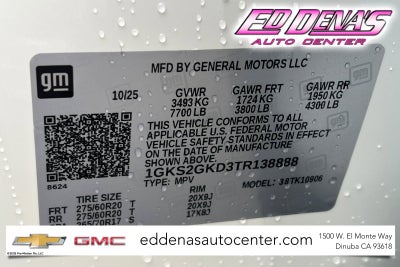 ED DENA'S
AUTO CENTER
gm
MFD BY GENERAL MOTORS LLC
10/25 GVWR GAWR FRT GAWR RR
3493 KG 1724 KG 1950 KG
7700 LB 3800 LB 4300 LB
THIS VEHICLE CONFORMS TO ALL
APPLICABLE U.S. FEDERAL MOTOR
VEHICLE SAFETY STANDARDS IN
EFFECT ON THE DATE OF MANUFACTURE
SHOWN ABOVE.
1GKS2GKD3TR138888
TYPE: MPV MODEL: 38TK10906
8624
TIRE SIZE RIM
FRT 275/60R20 T 20X9J
RR 275/60R20 T 20X9J
17X8J
CHEVROLET GMC eddenasautocenter.com
1500 W. El Monte Way
Dinuba CA 93618